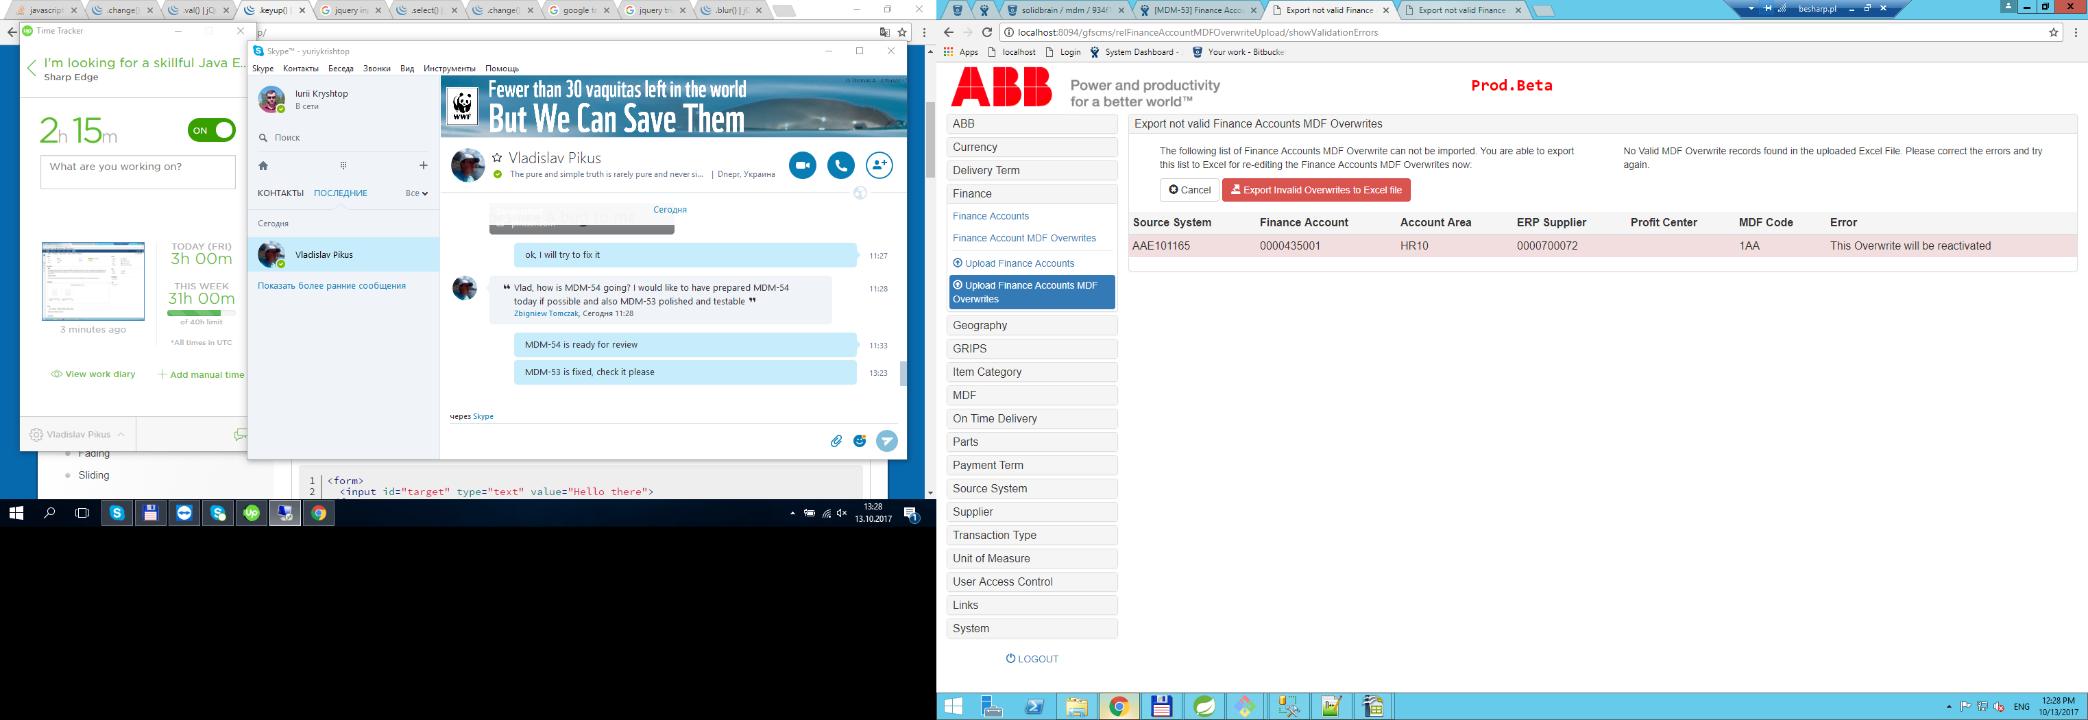 javascript
.change(
.val() | jQ
.keyup() |
jquery inp
.select() |
.change(
google tr
jquery tri
.blur() | jQ
p/
Time Tracker
I'm looking for a skillful Java E...
Sharp Edge
2h 15m
ON
What are you working on?
3 minutes ago
TODAY (FRI)
3h 00m
THIS WEEK
31h 00m
of 40h limit
*All times in UTC
View work diary
Add manual time
Vladislav Pikus
Fading
Sliding
Skype™ - yuriykrishtop
Skype Контакты Беседа Звонки Вид Инструменты Помощь
Iurii Kryshtop
В сети
Поиск
КОНТАКТЫ ПОСЛЕДНИЕ Все
Сегодня
Vladislav Pikus
Показать более ранние сообщения
WWF
Fewer than 30 vaquitas left in the world
But We Can Save Them
Vladislav Pikus
The pure and simple truth is rarely pure and never si... | Dнепr, Украина
Сегодня
ok, I will try to fix it
11:27
Vlad, how is MDM-54 going? I would like to have prepared MDM-54
today if possible and also MDM-53 polished and testable
Zbigniew Tomczak, Сегодня 11:28
11:28
MDM-54 is ready for review
11:33
MDM-53 is fixed, check it please
13:23
через Skype
1 <form>
2 <input id="target" type="text" value="Hello there">
13:28
13.10.2017
1
solidbrain / mdm / 934f
[MDM-53] Finance Acco
Export not valid Finance
Export not valid Finance
besharp.pl
localhost:8094/gfscms/relFinanceAccountMDFOverwriteUpload/showValidationErrors
Apps localhost Login System Dashboard - Your work - Bitbucke
ABB
Power and productivity
for a better world™
Prod.Beta
ABB
Currency
Delivery Term
Finance
Finance Accounts
Finance Account MDF Overwrites
Upload Finance Accounts
Upload Finance Accounts MDF
Overwrites
Geography
GRIPS
Item Category
MDF
On Time Delivery
Parts
Payment Term
Source System
Supplier
Transaction Type
Unit of Measure
User Access Control
Links
System
LOGOUT
Export not valid Finance Accounts MDF Overwrites
The following list of Finance Accounts MDF Overwrite can not be imported. You are able to export
this list to Excel for re-editing the Finance Accounts MDF Overwrites now:
No Valid MDF Overwrite records found in the uploaded Excel File. Please correct the errors and try
again.
Cancel
Export Invalid Overwrites to Excel file
Source System Finance Account Account Area ERP Supplier Profit Center MDF Code Error
AAE101165 0000435001 HR10 0000700072 1AA This Overwrite will be reactivated
ENG
12:28 PM
10/13/2017